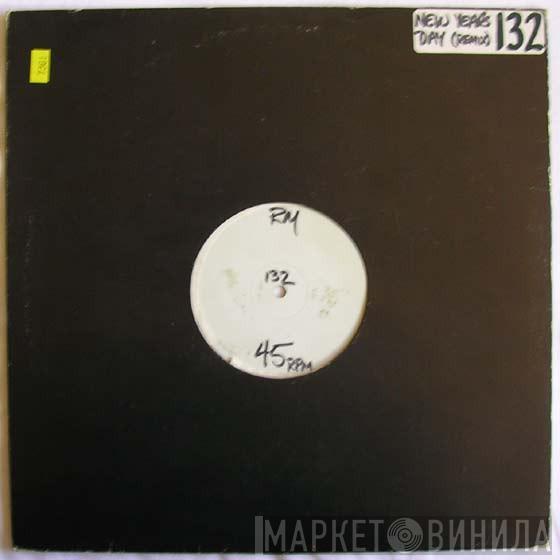 NEW YEARS
DAY (REMIX)
132
RM
132
45 RPM
МАРКЕТ ВИНИЛА